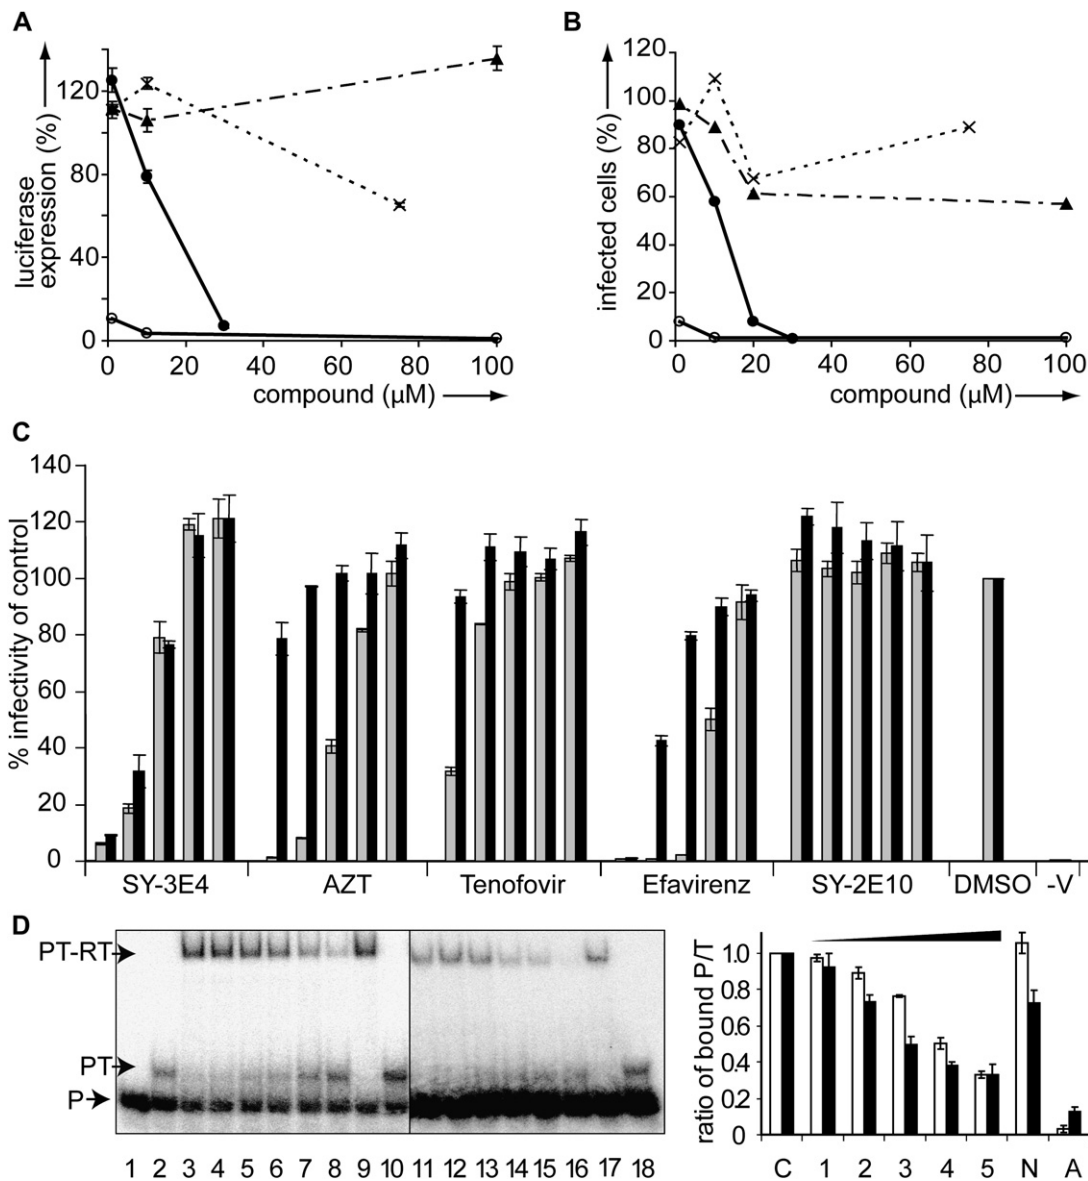 A
luciferase
expression (%)
120
80
40
0
0 20 40 60 80 100
compound (µM)
B
infected cells (%)
120
100
80
60
40
20
0
0 20 40 60 80 100
compound (µM)
C
% infectivity of control
140
120
100
80
60
40
20
0
SY-3E4 AZT Tenofovir Efavirenz SY-2E10 DMSO -V
D
PT-RT
PT
P
1 2 3 4 5 6 7 8 9 10 11 12 13 14 15 16 17 18
ratio of bound P/T
1.0
0.8
0.6
0.4
0.2
0
C 1 2 3 4 5 N A